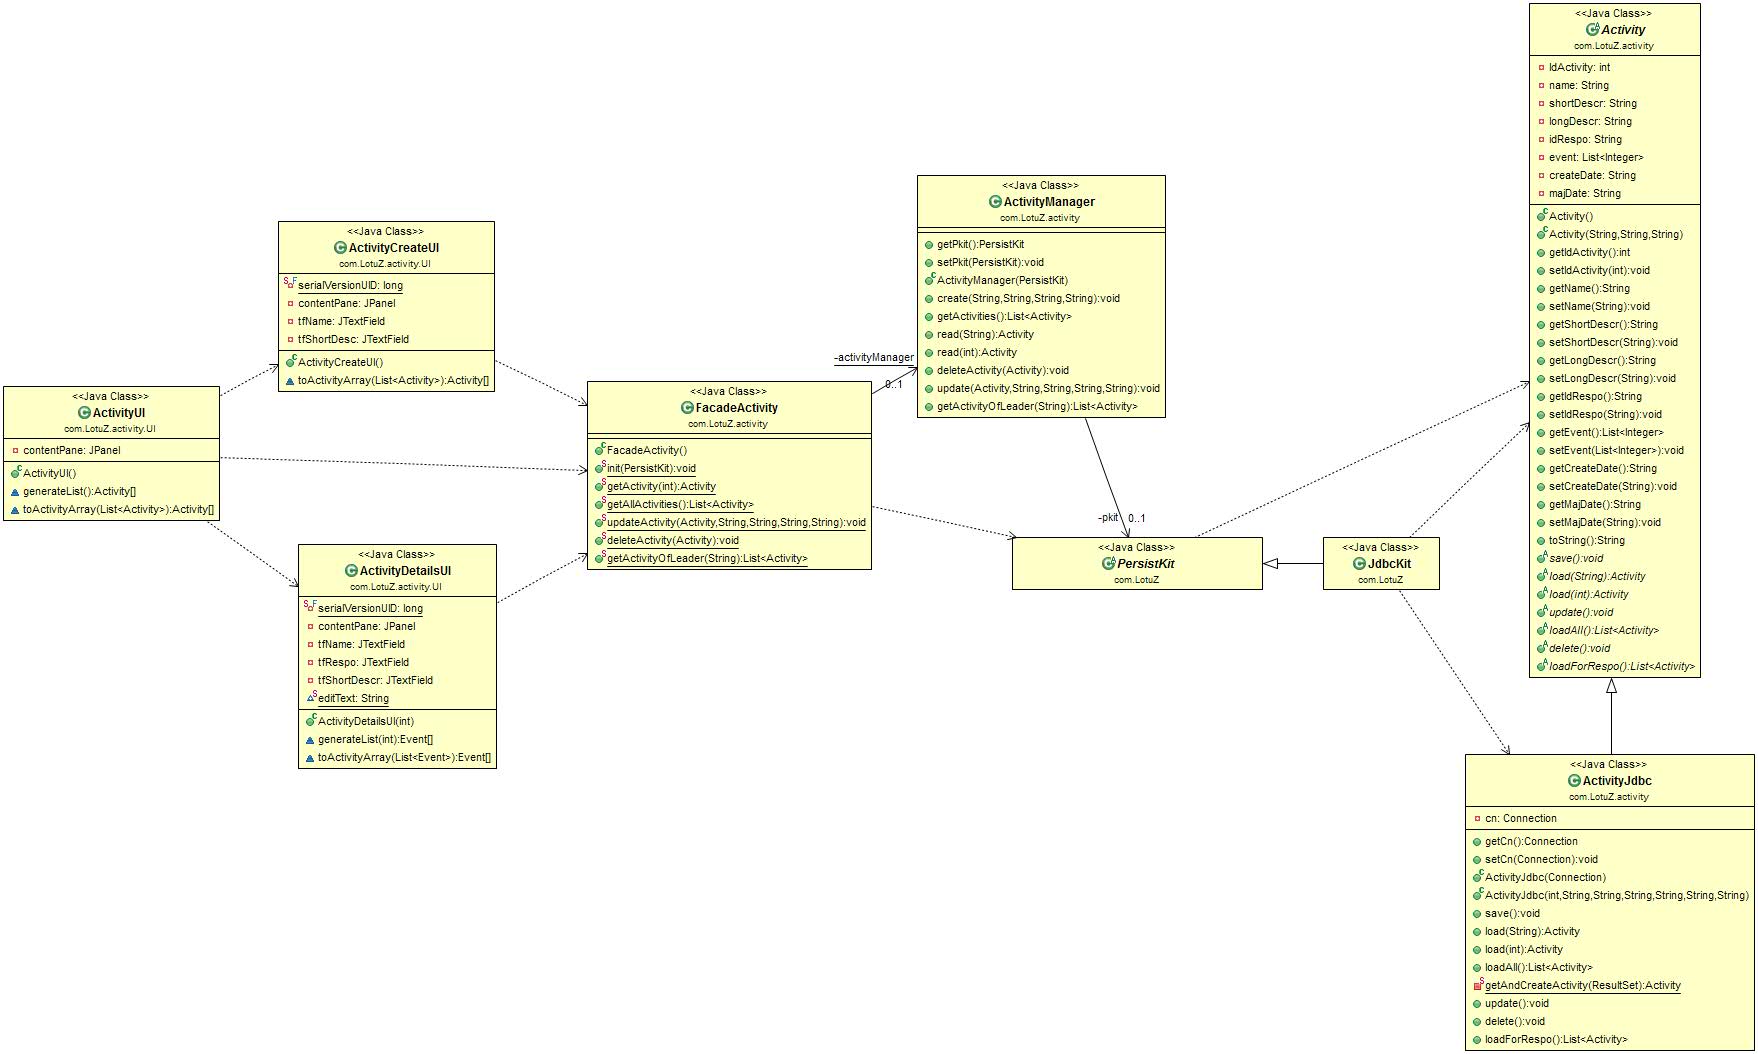 <<Java Class>>
ActivityUI
com.LotuZ.activity.UI
contentPane: JPanel
ActivityUI()
generateList():Activity[]
toActivityArray(List<Activity>):Activity[]
<<Java Class>>
ActivityCreateUI
com.LotuZ.activity.UI
serialVersionUID: long
contentPane: JPanel
tfName: JTextField
tfShortDesc: JTextField
ActivityCreateUI()
toActivityArray(List<Activity>):Activity[]
<<Java Class>>
ActivityDetailsUI
com.LotuZ.activity.UI
serialVersionUID: long
contentPane: JPanel
tfName: JTextField
tfRespo: JTextField
tfShortDescr: JTextField
editText: String
ActivityDetailsUI(int)
generateList(int):Event[]
toActivityArray(List<Event>):Event[]
<<Java Class>>
FacadeActivity
com.LotuZ.activity
FacadeActivity()
init(PersistKit):void
getActivity(int):Activity
getAllActivities():List<Activity>
updateActivity(Activity,String,String,String,String):void
deleteActivity(Activity):void
getActivityOfLeader(String):List<Activity>
-activityManager
0..1
<<Java Class>>
ActivityManager
com.LotuZ.activity
getPkit():PersistKit
setPkit(PersistKit):void
ActivityManager(PersistKit)
create(String,String,String,String):void
getActivities():List<Activity>
read(String):Activity
read(int):Activity
deleteActivity(Activity):void
update(Activity,String,String,String,String):void
getActivityOfLeader(String):List<Activity>
-pkit 0..1
<<Java Class>>
PersistKit
com.LotuZ
<<Java Class>>
JdbcKit
com.LotuZ
<<Java Class>>
Activity
com.LotuZ.activity
IdActivity: int
name: String
shortDescr: String
longDescr: String
idRespo: String
event: List<Integer>
createDate: String
majDate: String
Activity()
Activity(String,String,String)
getIdActivity():int
setIdActivity(int):void
getName():String
setName(String):void
getShortDescr():String
setShortDescr(String):void
getLongDescr():String
setLongDescr(String):void
getIdRespo():String
setIdRespo(String):void
getEvent():List<Integer>
setEvent(List<Integer>):void
getCreateDate():String
setCreateDate(String):void
getMajDate():String
setMajDate(String):void
toString():String
save():void
load(String):Activity
load(int):Activity
update():void
loadAll():List<Activity>
delete():void
loadForRespo():List<Activity>
<<Java Class>>
ActivityJdbc
com.LotuZ.activity
cn: Connection
getCn():Connection
setCn(Connection):void
ActivityJdbc(Connection)
ActivityJdbc(int,String,String,String,String,String,String)
save():void
load(String):Activity
load(int):Activity
loadAll():List<Activity>
getAndCreateActivity(ResultSet):Activity
update():void
delete():void
loadForRespo():List<Activity>